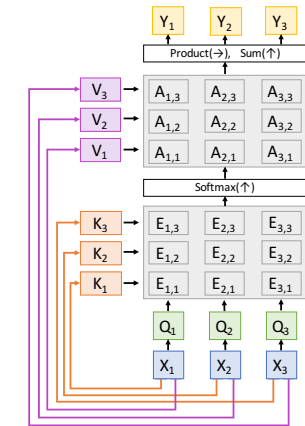 Y1 Y2 Y3
Product(→), Sum(↑)
V3 A1,3 A2,3 A3,3
V2 A1,2 A2,2 A3,2
V1 A1,1 A2,1 A3,1
Softmax(↑)
K3 E1,3 E2,3 E3,3
K2 E1,2 E2,2 E3,2
K1 E1,1 E2,1 E3,1
Q1 Q2 Q3
X1 X2 X3